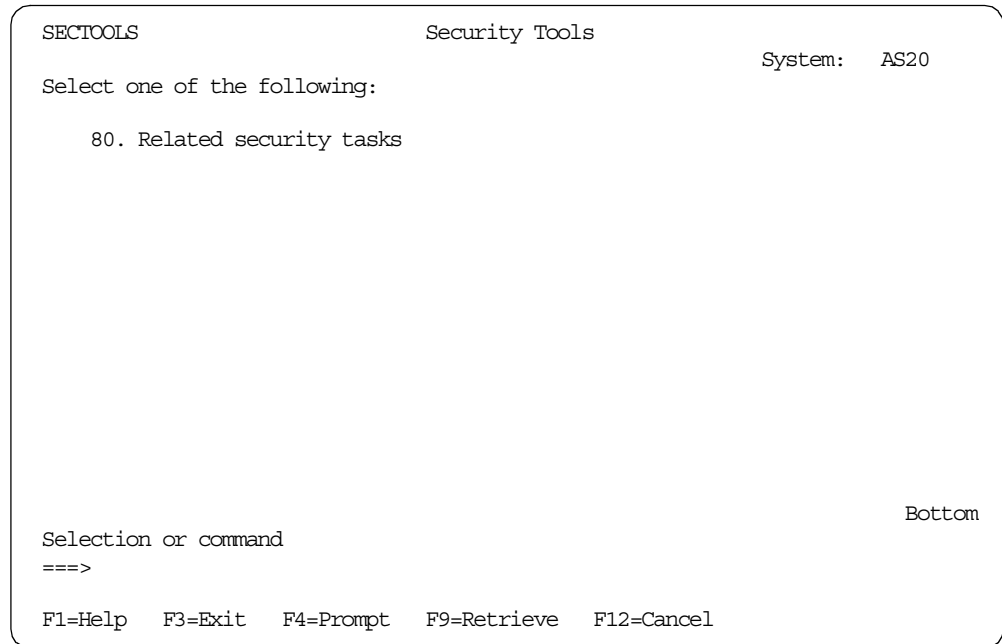 SECTOOLS Security Tools
System: AS20
Select one of the following:
80. Related security tasks
Bottom
Selection or command
===>
F1=Help F3=Exit F4=Prompt F9=Retrieve F12=Cancel